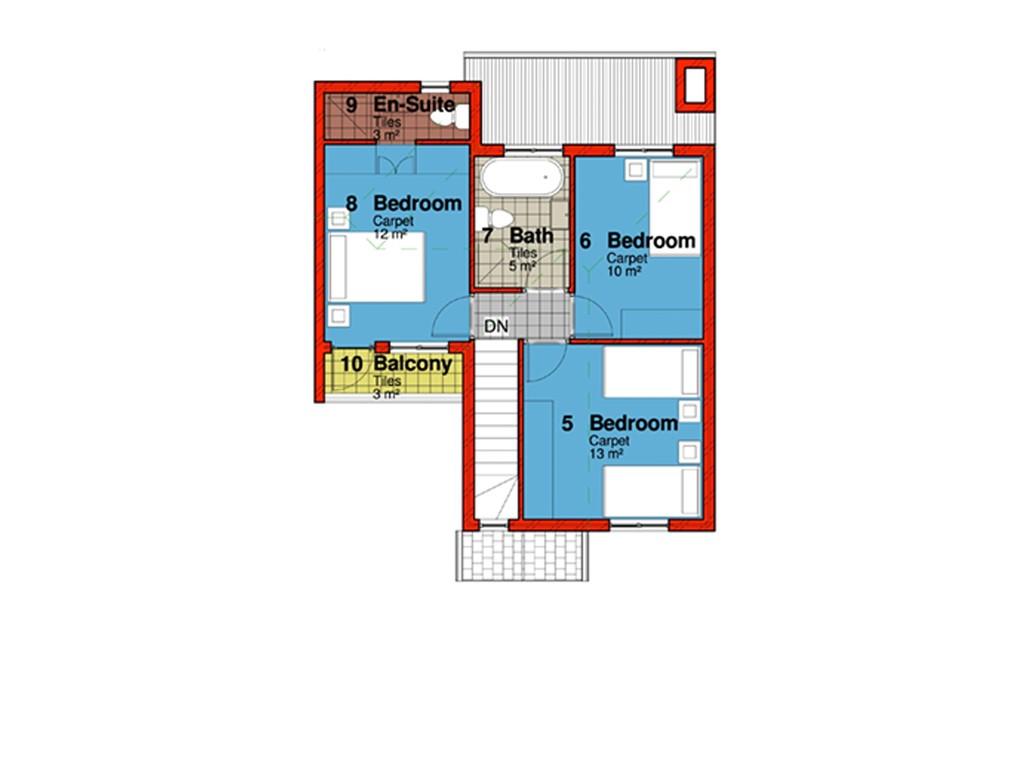 9 En-Suite
Tiles
3 m²
8 Bedroom
Carpet
12 m²
7 Bath
Tiles
5 m²
6 Bedroom
Carpet
10 m²
DN
10 Balcony
Tiles
3 m²
5 Bedroom
Carpet
13 m²